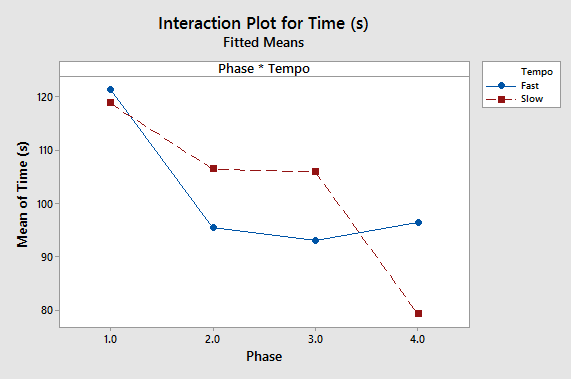 Interaction Plot for Time (s)
Fitted Means
Phase * Tempo
Tempo
Fast
Slow
120
110
100
90
80
Mean of Time (s)
1.0 2.0 3.0 4.0
Phase